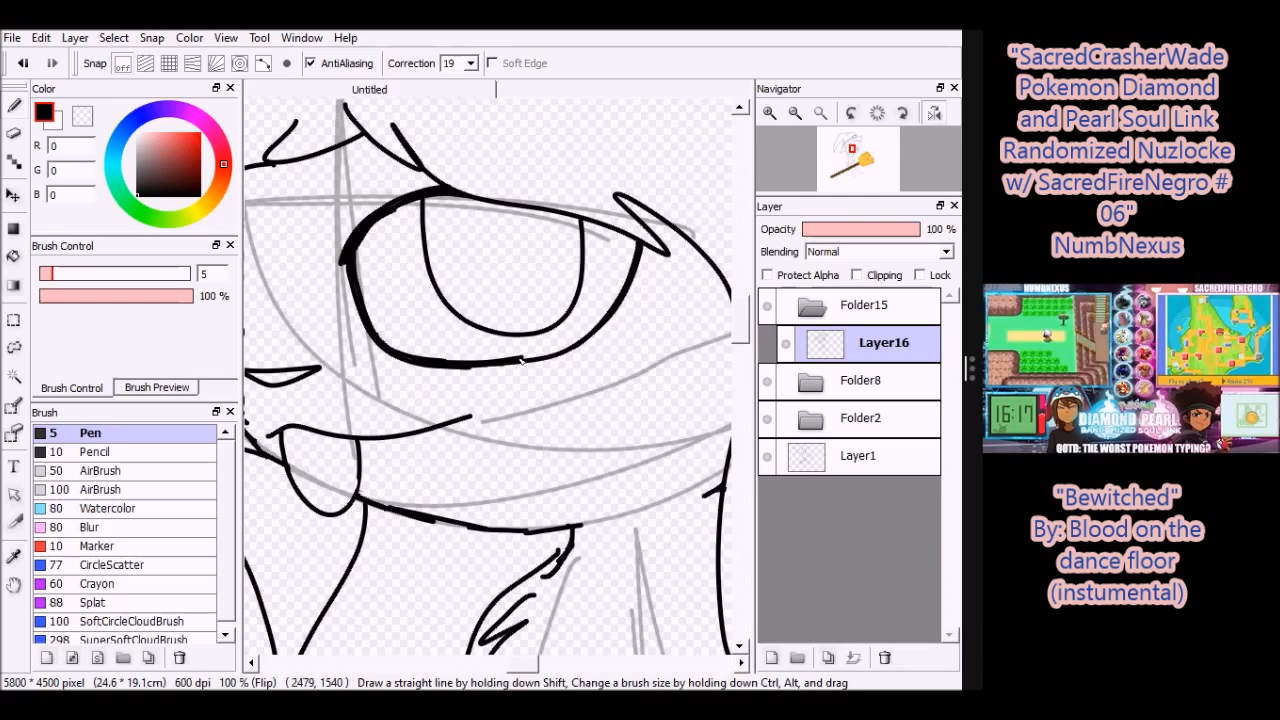 File Edit Layer Select Snap Color View Tool Window Help
Snap off AntiAliasing Correction 19 Soft Edge
Color
R 0
G 0
B 0
Brush Control
5
100 %
Brush Control Brush Preview
Brush
5 Pen
10 Pencil
50 AirBrush
100 AirBrush
80 Watercolor
80 Blur
10 Marker
77 CircleScatter
60 Crayon
88 Splat
100 SoftCircleCloudBrush
298 SuperSoftCloudBrush
Untitled
Navigator
Layer
Opacity 100 %
Blending Normal
Protect Alpha Clipping Lock
Folder15
Layer16
Folder8
Folder2
Layer1
5800 * 4500 pixel (24.6 * 19.1cm) 600 dpi 100 % (Flip) ( 2479, 1540 ) Draw a straight line by holding down Shift, Change a brush size by holding down Ctrl, Alt, and drag
"SacredCrasherWade
Pokemon Diamond
and Pearl Soul Link
Randomized Nuzlocke
w/ SacredFireNegro #
06"
NumbNexus
NUMBNEXUS
SACREDFIRENEGRO
16:17
DIAMOND PEARL
RANDOMIZED SOUL LINK
QOTD: THE WORST POKEMON TYPING?
"Bewitched"
By: Blood on the
dance floor
(instumental)